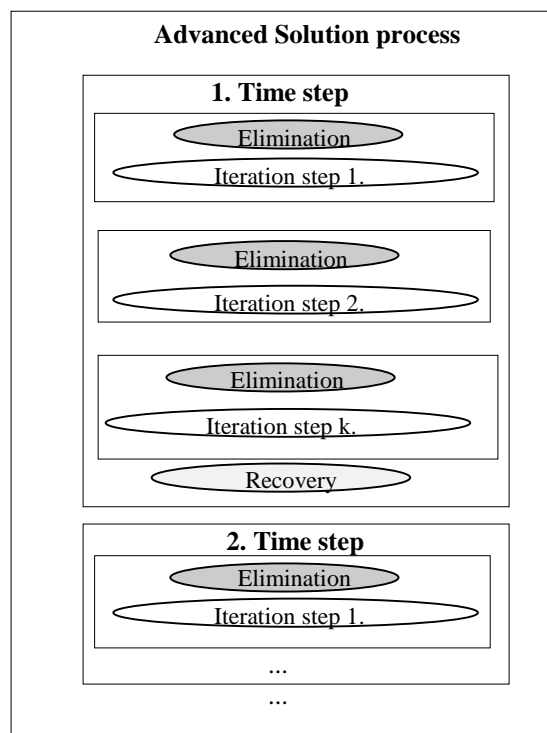 Advanced Solution process
1. Time step
Elimination
Iteration step 1.
Elimination
Iteration step 2.
Elimination
Iteration step k.
Recovery
2. Time step
Elimination
Iteration step 1.
...
...